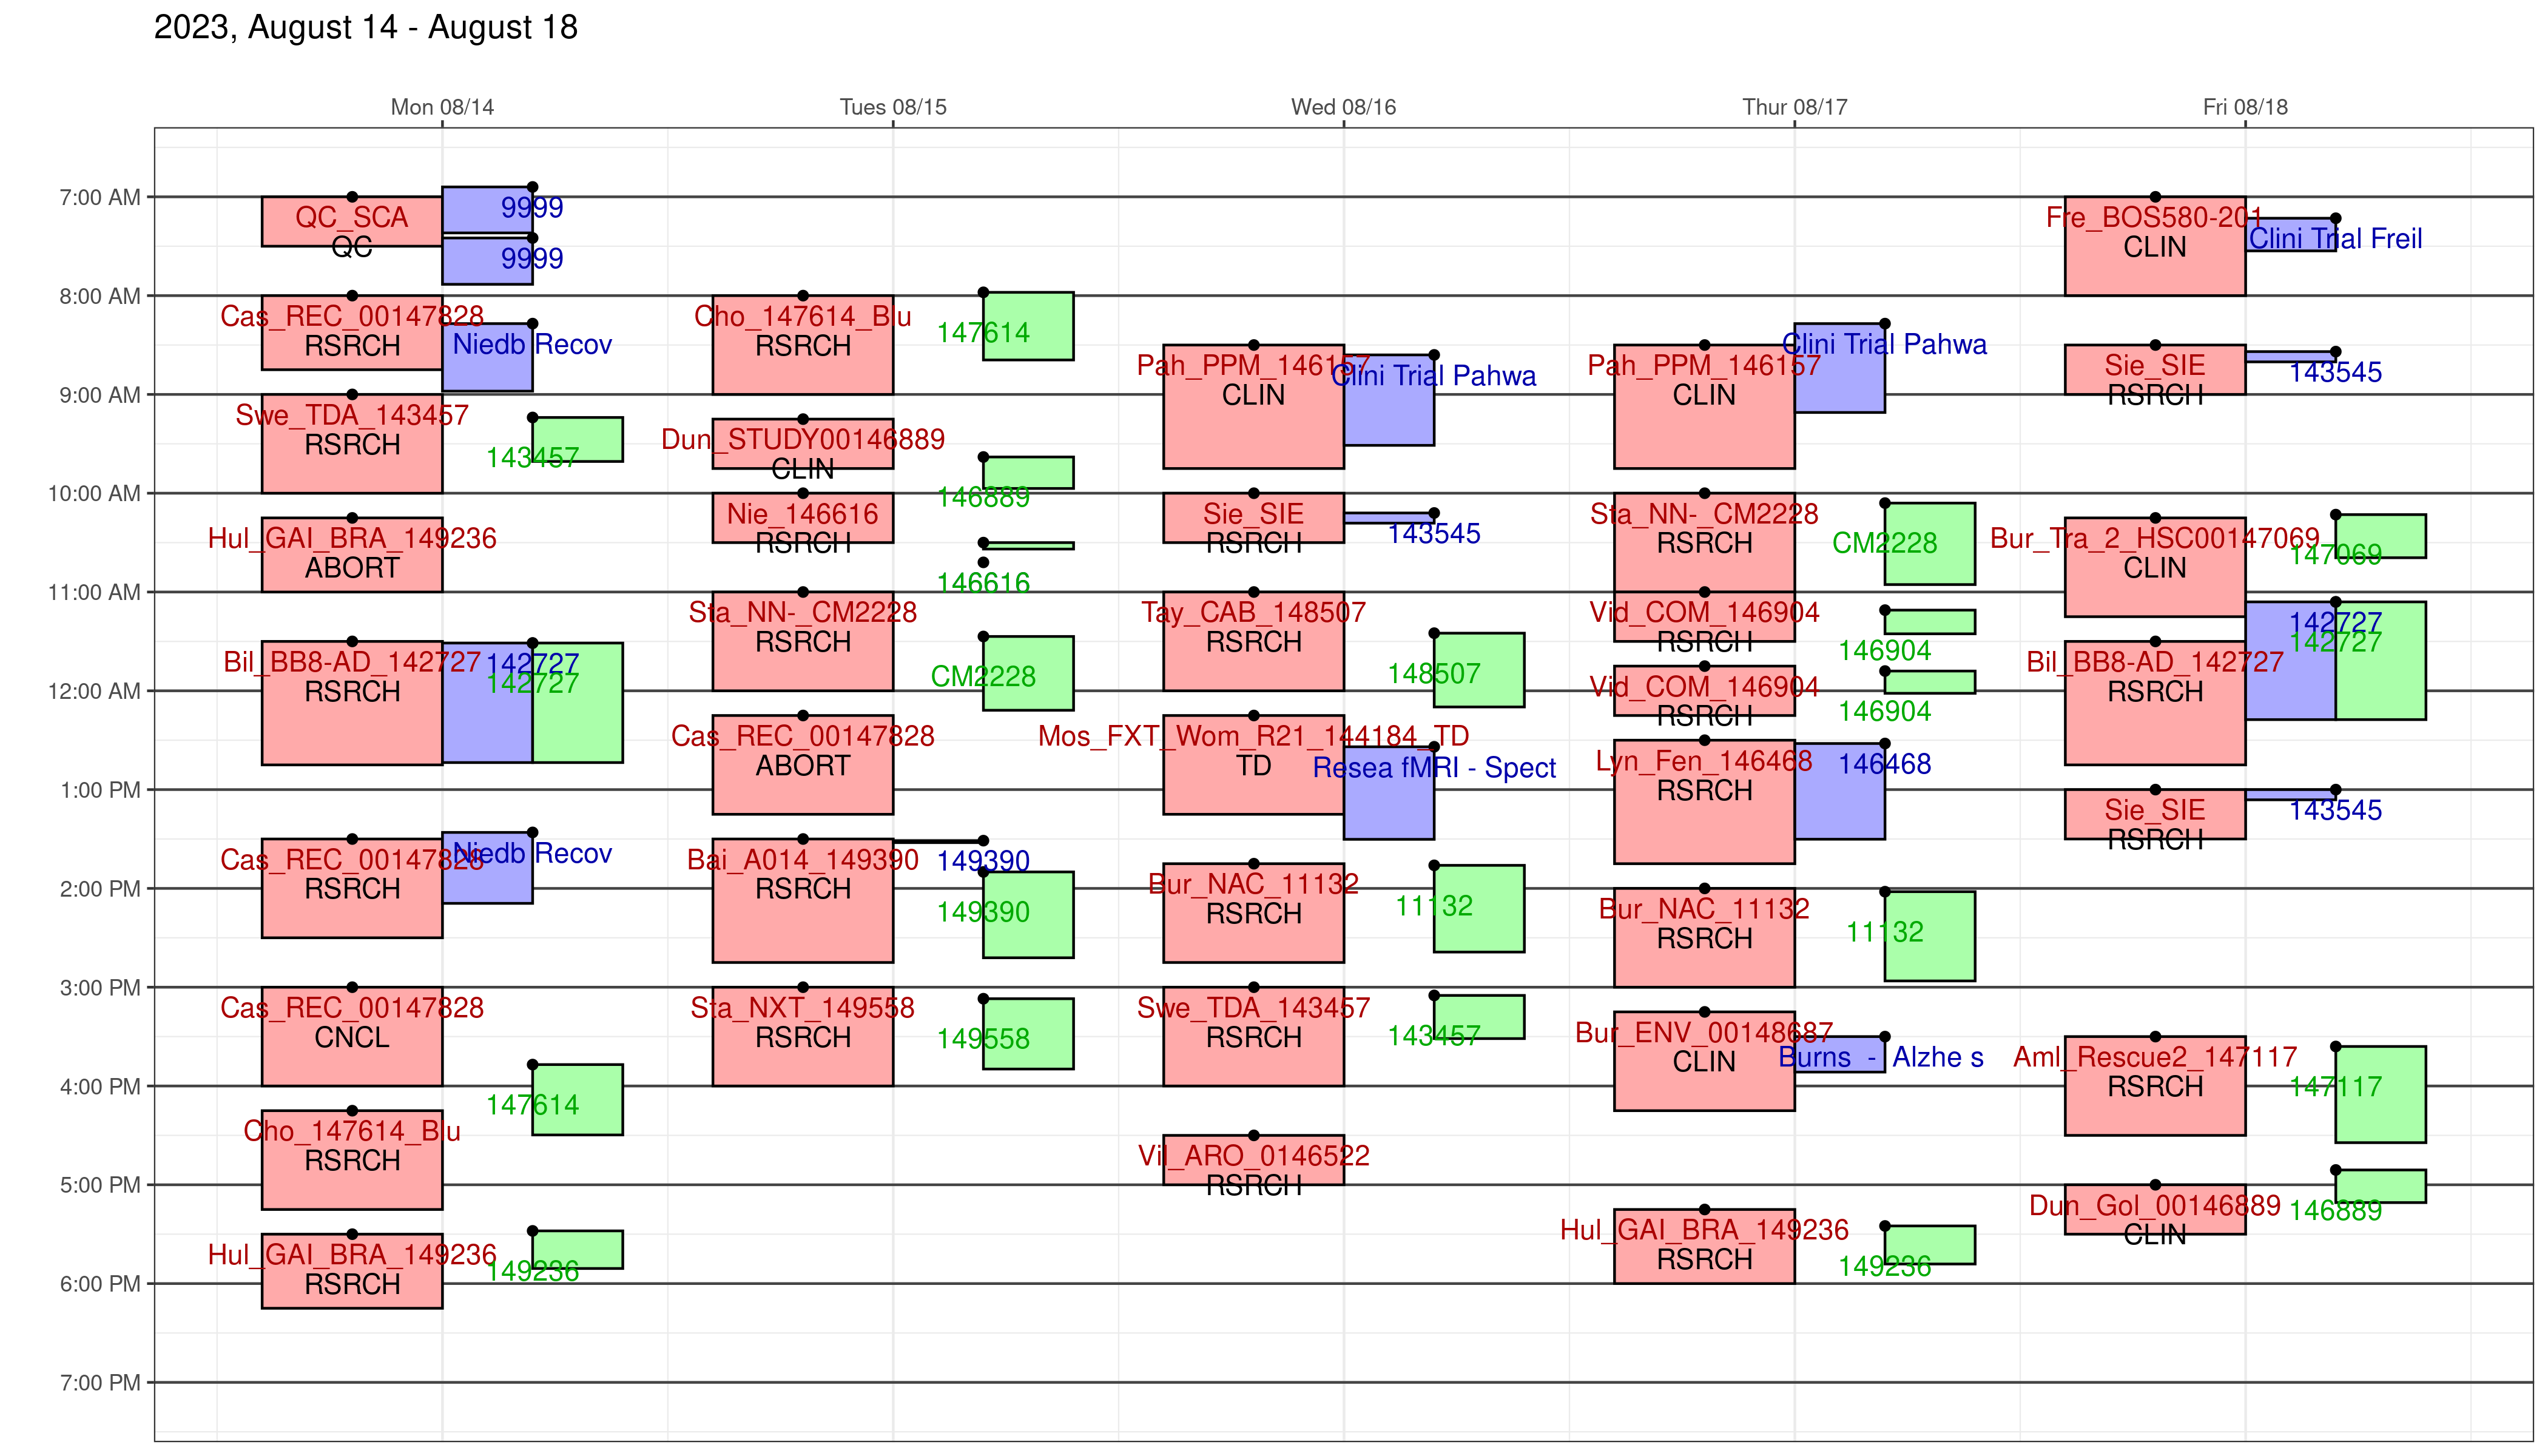 2023, August 14 - August 18
Mon 08/14
Tues 08/15
Wed 08/16
Thur 08/17
Fri 08/18
7:00 AM
8:00 AM
9:00 AM
10:00 AM
11:00 AM
12:00 AM
1:00 PM
2:00 PM
3:00 PM
4:00 PM
5:00 PM
6:00 PM
7:00 PM
QC_SCA
QC
9999
9999
Cas_REC_00147828
RSRCH
Niedb Recov
Swe_TDA_143457
RSRCH
143457
Hul_GAI_BRA_149236
ABORT
Bil_BB8-AD_142727
RSRCH
142727
142727
Cas_REC_00147828
RSRCH
Niedb Recov
Cas_REC_00147828
CNCL
147614
Cho_147614_Blu
RSRCH
Hul_GAI_BRA_149236
RSRCH
149236
Cho_147614_Blu
RSRCH
147614
Dun_STUDY00146889
CLIN
146889
Nie_146616
RSRCH
146616
Sta_NN-_CM2228
RSRCH
CM2228
Cas_REC_00147828
ABORT
Bai_A014_149390
RSRCH
149390
149390
Sta_NXT_149558
RSRCH
149558
Pah_PPM_146157
CLIN
Clini Trial Pahwa
Sie_SIE
RSRCH
143545
Tay_CAB_148507
RSRCH
148507
Mos_FXT_Wom_R21_144184_TD
TD
Resea fMRI - Spect
Bur_NAC_11132
RSRCH
11132
Swe_TDA_143457
RSRCH
143457
Vil_ARO_0146522
RSRCH
Clini Trial Pahwa
Pah_PPM_146157
CLIN
Sta_NN-_CM2228
RSRCH
CM2228
Vid_COM_146904
RSRCH
146904
Vid_COM_146904
RSRCH
146904
Lyn_Fen_146468
RSRCH
146468
Bur_NAC_11132
RSRCH
11132
Bur_ENV_00148687
CLIN
Burns - Alzhe s
Hul_GAI_BRA_149236
RSRCH
149236
Fre_BOS580-201
CLIN
Clini Trial Freil
Sie_SIE
RSRCH
143545
Bur_Tra_2_HSC00147069
CLIN
147069
142727
142727
Bil_BB8-AD_142727
RSRCH
Sie_SIE
RSRCH
143545
Aml_Rescue2_147117
RSRCH
147117
Dun_Gol_00146889
CLIN
146889